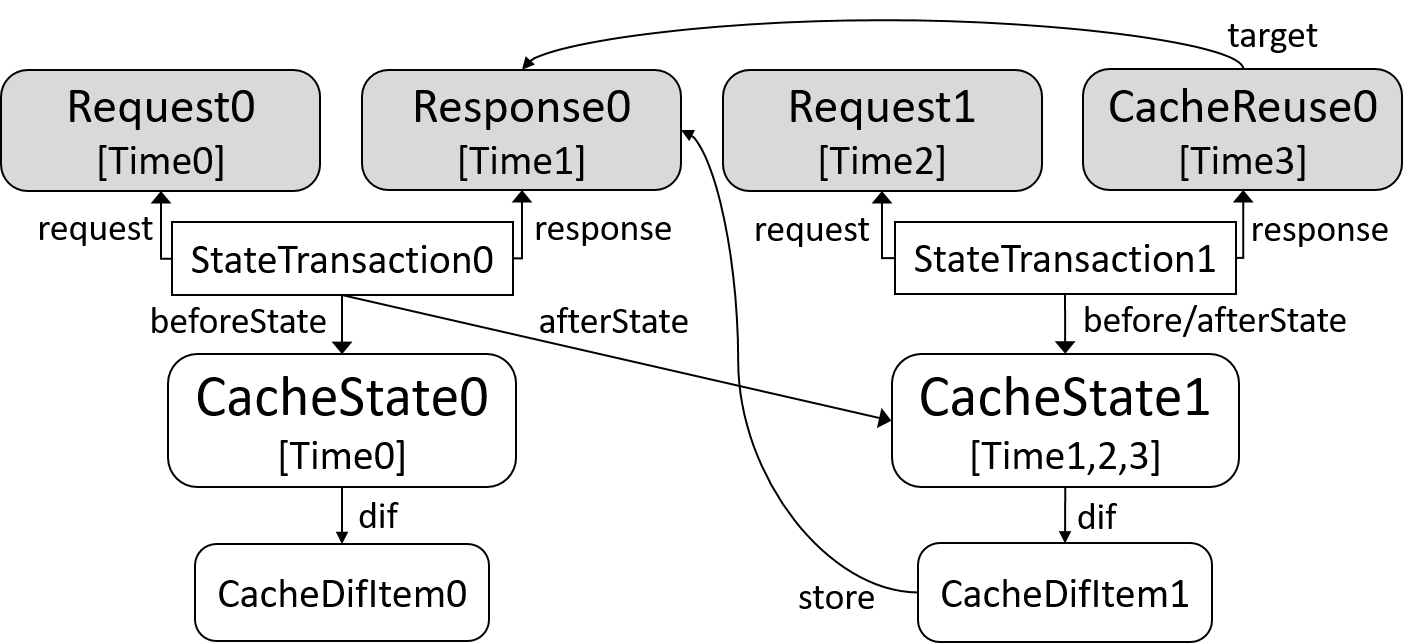 target
Request0
[Time0]
Response0
[Time1]
Request1
[Time2]
CacheReuse0
[Time3]
request
StateTransaction0
response
request
StateTransaction1
response
beforeState
afterState
before/afterState
CacheState0
[Time0]
CacheState1
[Time1,2,3]
dif
dif
CacheDifItem0
store
CacheDifItem1